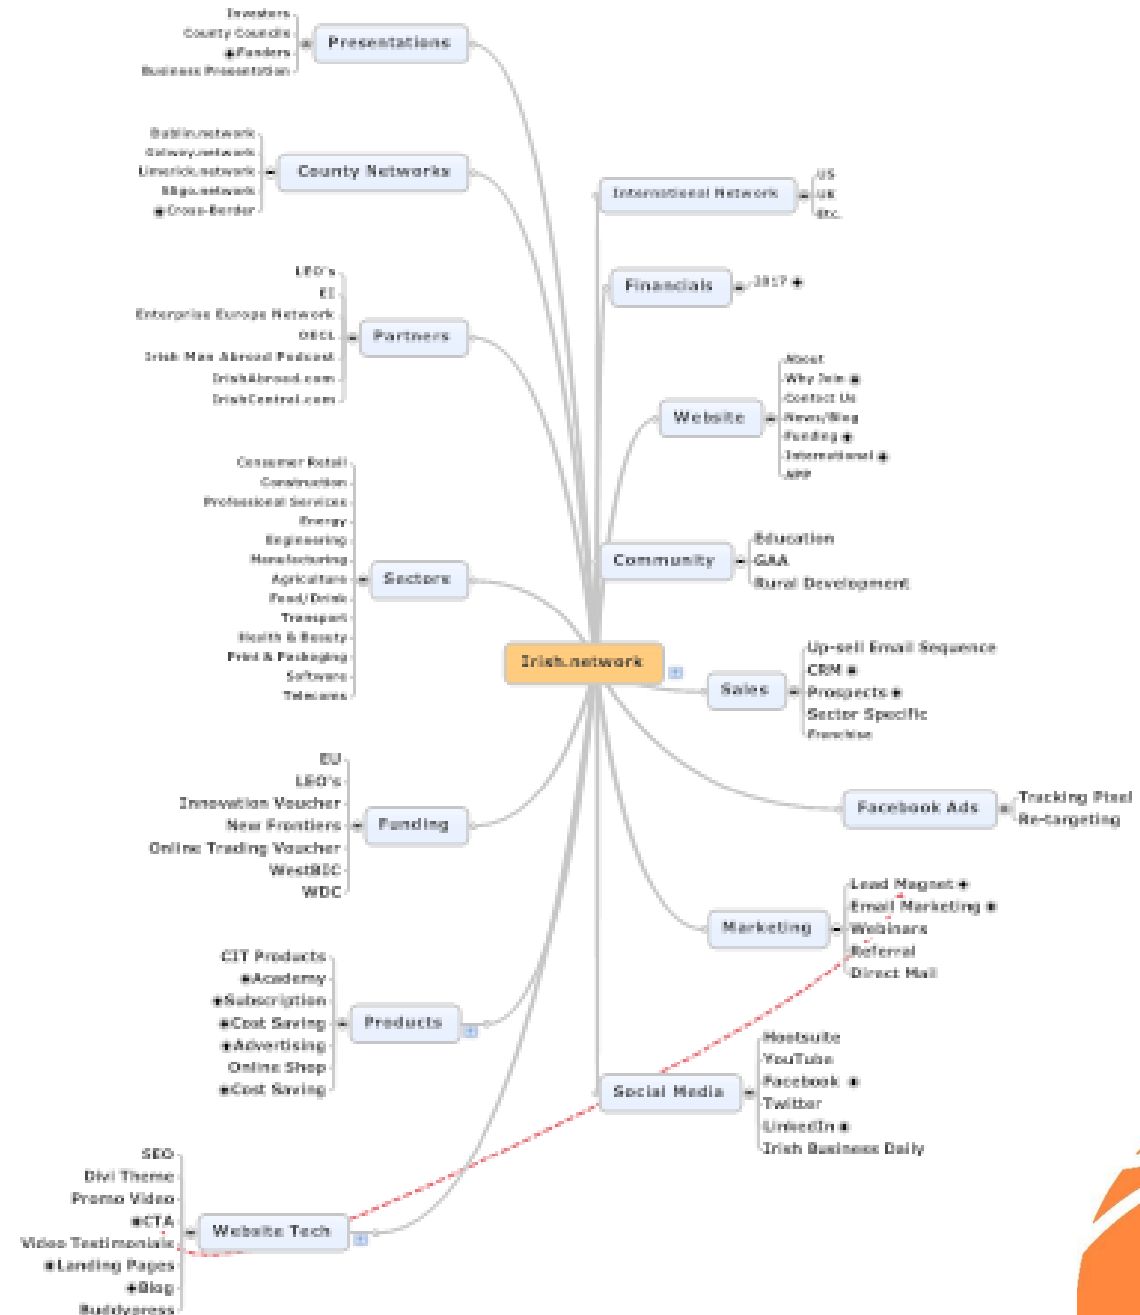 Investors
County Councils
Funders
Business Presentation
Presentations
Dublin.network
Galway.network
Limerick.network
Sligo.network
Cross-Border
County Networks
LEO's
EI
Enterprise Europe Network
Irish Man Abroad Podcast
IrishAbroad.com
IrishCentral.com
Partners
Consumer Retail
Construction
Professional Services
Energy
Engineering
Manufacturing
Agriculture
Food/Drink
Transport
Health & Beauty
Print & Packaging
Software
Telecoms
Sectors
EU
LEO's
Innovation Voucher
New Frontiers
Online Trading Voucher
WestBIC
WDC
Funding
CIT Products
Academy
Subscription
Cost Saving
Advertising
Online Shop
Cost Saving
Products
SEO
Divi Theme
Promo Video
CTA
Video Testimonials
Landing Pages
Blog
Buddypress
Website Tech
Irish.network
International Network
US
UK
Etc.
Financials
2017
Website
About
Why Join
Contact Us
News/Blog
Funding
International
APP
Community
Education
GAA
Rural Development
Sales
Up-sell Email Sequence
CRM
Prospects
Sector Specific
Franchise
Facebook Ads
Tracking Pixel
Re-targeting
Marketing
Lead Magnet
Email Marketing
Webinars
Referral
Direct Mail
Social Media
Hootsuite
YouTube
Facebook
Twitter
LinkedIn
Irish Business Daily